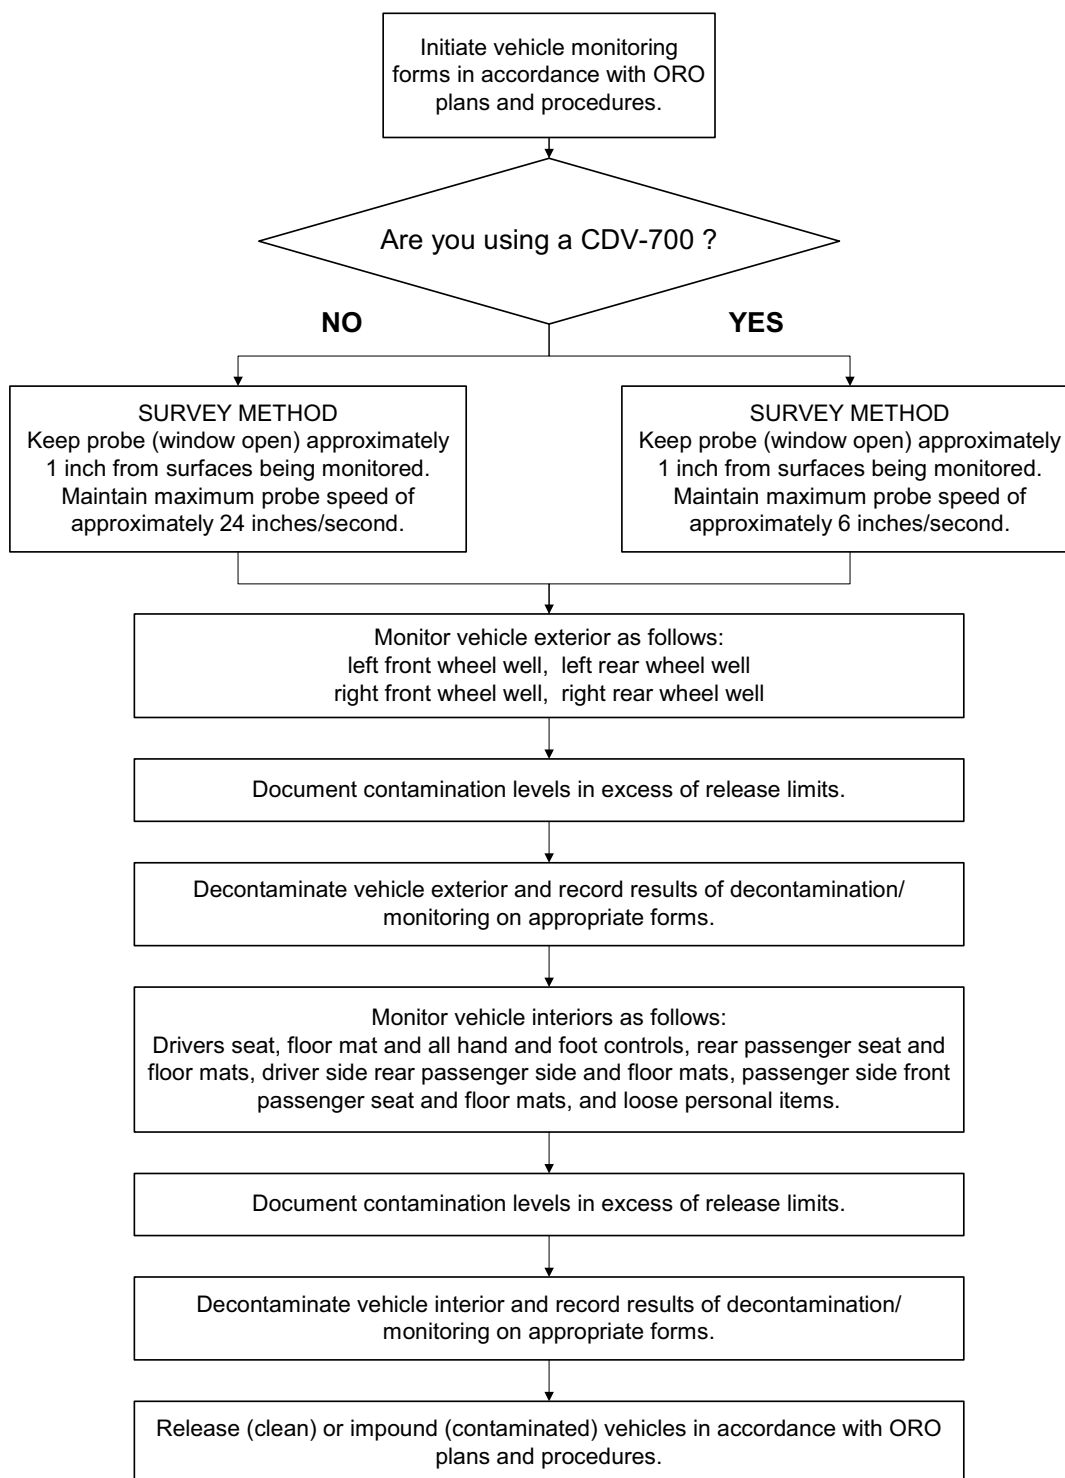 Initiate vehicle monitoring
forms in accordance with ORO
plans and procedures.
Are you using a CDV-700 ?
NO
YES
SURVEY METHOD
Keep probe (window open) approximately
1 inch from surfaces being monitored.
Maintain maximum probe speed of
approximately 24 inches/second.
SURVEY METHOD
Keep probe (window open) approximately
1 inch from surfaces being monitored.
Maintain maximum probe speed of
approximately 6 inches/second.
Monitor vehicle exterior as follows:
left front wheel well, left rear wheel well
right front wheel well, right rear wheel well
Document contamination levels in excess of release limits.
Decontaminate vehicle exterior and record results of decontamination/
monitoring on appropriate forms.
Monitor vehicle interiors as follows:
Drivers seat, floor mat and all hand and foot controls, rear passenger seat and
floor mats, driver side rear passenger side and floor mats, passenger side front
passenger seat and floor mats, and loose personal items.
Document contamination levels in excess of release limits.
Decontaminate vehicle interior and record results of decontamination/
monitoring on appropriate forms.
Release (clean) or impound (contaminated) vehicles in accordance with ORO
plans and procedures.